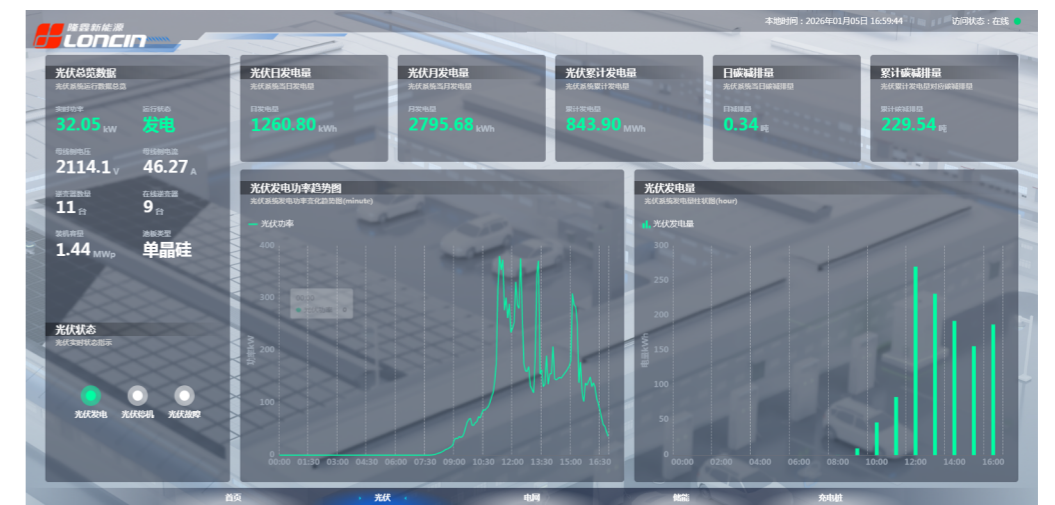 隆鑫新能源
LONCIN
本地时间：2026年01月05日 16:59:44
访问状态：在线
光伏总览数据
光伏系统运行数据总览
实时功率 运行状态
32.05 kW 发电
母线侧电压 母线侧电流
2114.1 V 46.27 A
逆变器数量 在线逆变器
11 台 9 台
装机容量 池板类型
1.44 MWp 单晶硅
光伏状态
光伏实时状态指示
光伏发电 光伏停机 光伏故障
光伏日发电量
光伏系统当日发电量
日发电量
1260.80 kWh
光伏月发电量
光伏系统当月发电量
月发电量
2795.68 kWh
光伏累计发电量
光伏系统累计发电量
累计发电量
843.90 MWh
日碳减排量
光伏系统当日碳减排量
日减排量
0.34 吨
累计碳减排量
光伏累计发电量对应碳减排量
累计碳减排量
229.54 吨
光伏发电功率趋势图
光伏系统发电功率变化趋势图(minute)
光伏功率
功率kW
400
300
200
100
0
00:00 01:30 03:00 04:30 06:00 07:30 09:00 10:30 12:00 13:30 15:00 16:30
光伏发电量
光伏系统发电量柱状图(hour)
光伏发电量
电量kWh
300
250
200
150
100
50
0
00:00 02:00 04:00 06:00 08:00 10:00 12:00 14:00 16:00
首页 光伏 电网 储能 充电桩